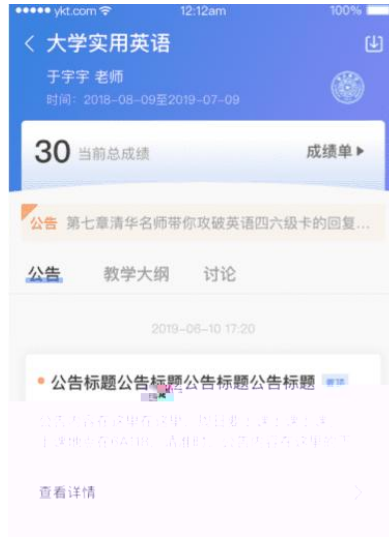 ykt.com 12:12am 100%
大学实用英语
于宇宇 老师
时间：2018-08-09至2019-07-09
30 当前总成绩 成绩单
公告 第七章清华名师带你攻破英语四六级卡的回复...
公告 教学大纲 讨论
2019-06-10 17:20
公告标题公告标题公告标题公告标题
查看详情